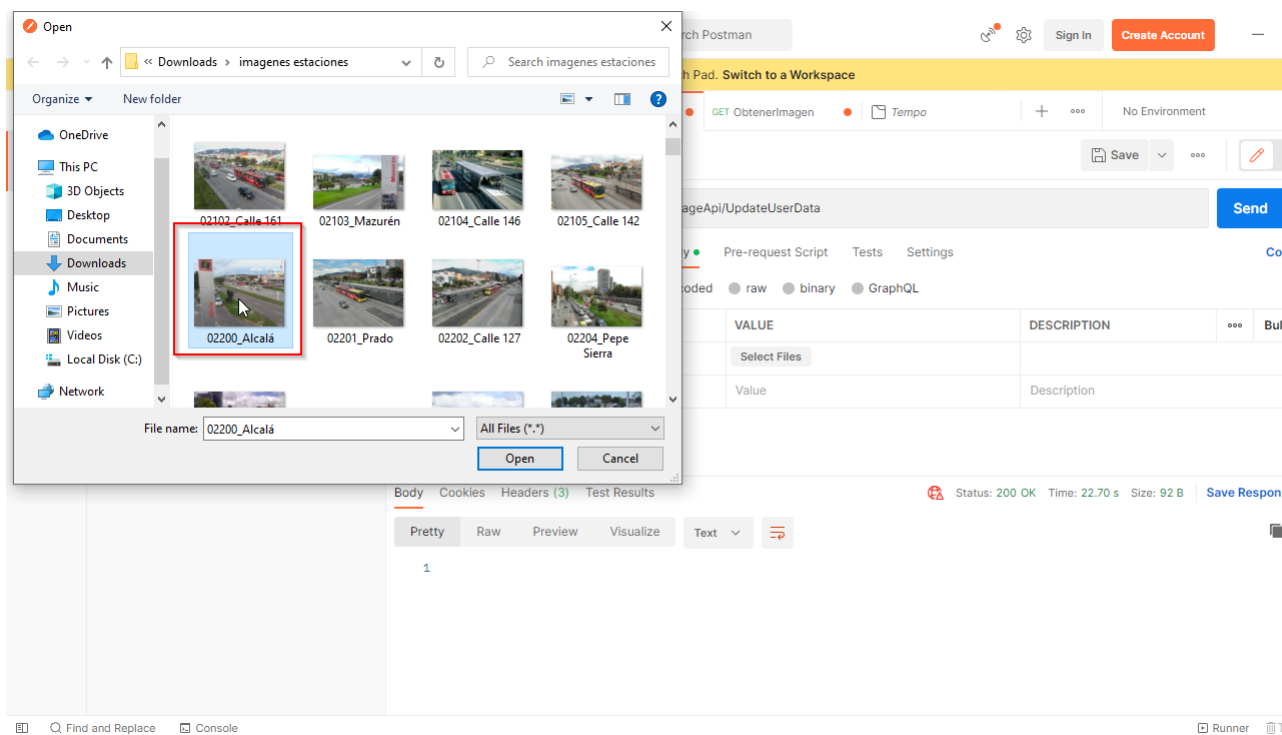 Open
rch Postman
Sign In
Create Account
« Downloads › imagenes estaciones
Search imagenes estaciones
h Pad. Switch to a Workspace
Organize
New folder
GET ObtenerImagen
Tempo
No Environment
OneDrive
This PC
3D Objects
Desktop
Documents
Downloads
Music
Pictures
Videos
Local Disk (C:)
Network
02102_Calle 161
02103_Mazurén
02104_Calle 146
02105_Calle 142
02200_Alcalá
02201_Prado
02202_Calle 127
02204_Pepe
Sierra
File name: 02200_Alcalá
All Files (*.*)
Open
Cancel
Save
ageApi/UpdateUserData
Send
y
Pre-request Script
Tests
Settings
Co
oded
raw
binary
GraphQL
VALUE
DESCRIPTION
Bul
Select Files
Value
Description
Body
Cookies
Headers (3)
Test Results
Status: 200 OK
Time: 22.70 s
Size: 92 B
Save Respon
Pretty
Raw
Preview
Visualize
Text
1
Find and Replace
Console
Runner